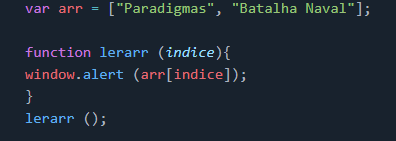 var arr = ["Paradigmas", "Batalha Naval"];
function lerarr (indice){
window.alert (arr[indice]);
}
lerarr ();